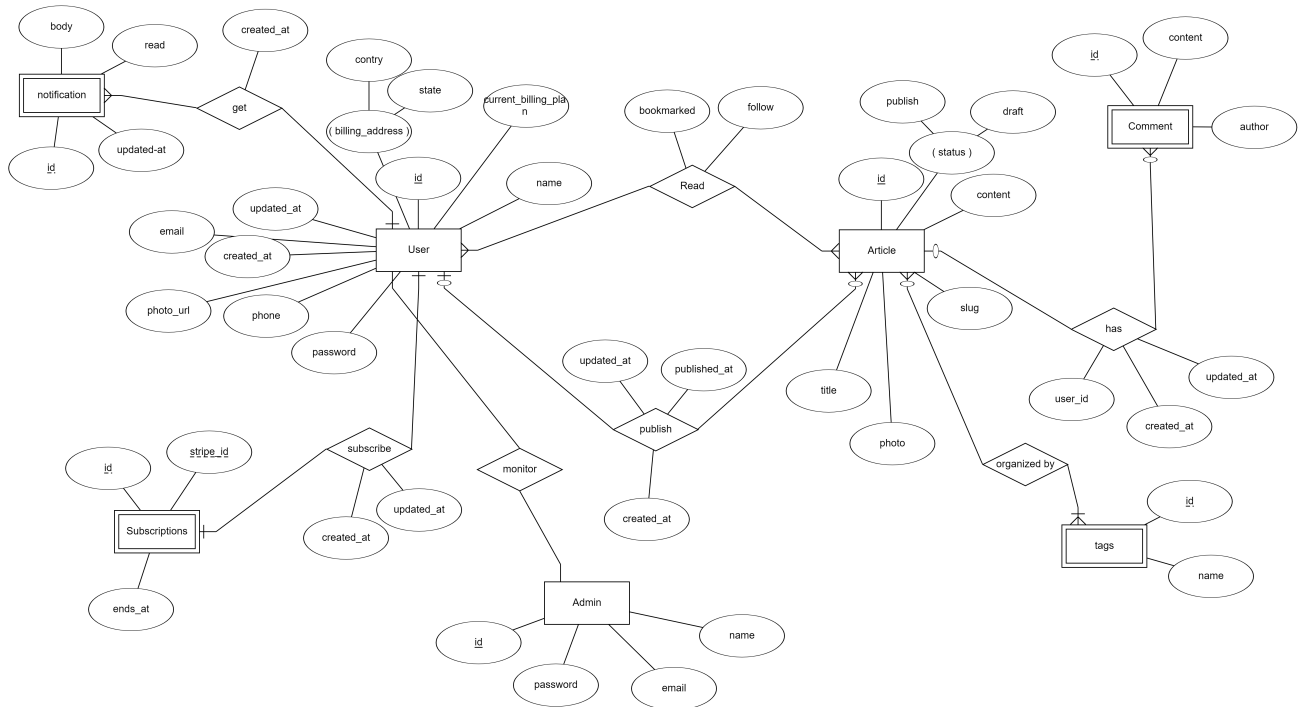 body
read
created_at
notification
get
id
updated-at
contry
state
( billing_address )
current_billing_pla
n
id
name
updated_at
email
created_at
User
photo_url
phone
password
bookmarked
follow
Read
publish
draft
( status )
id
content
Article
slug
title
photo
id
content
Comment
author
has
user_id
created_at
updated_at
updated_at
published_at
publish
created_at
organized by
id
tags
name
id
stripe_id
Subscriptions
ends_at
subscribe
created_at
updated_at
monitor
Admin
id
password
email
name